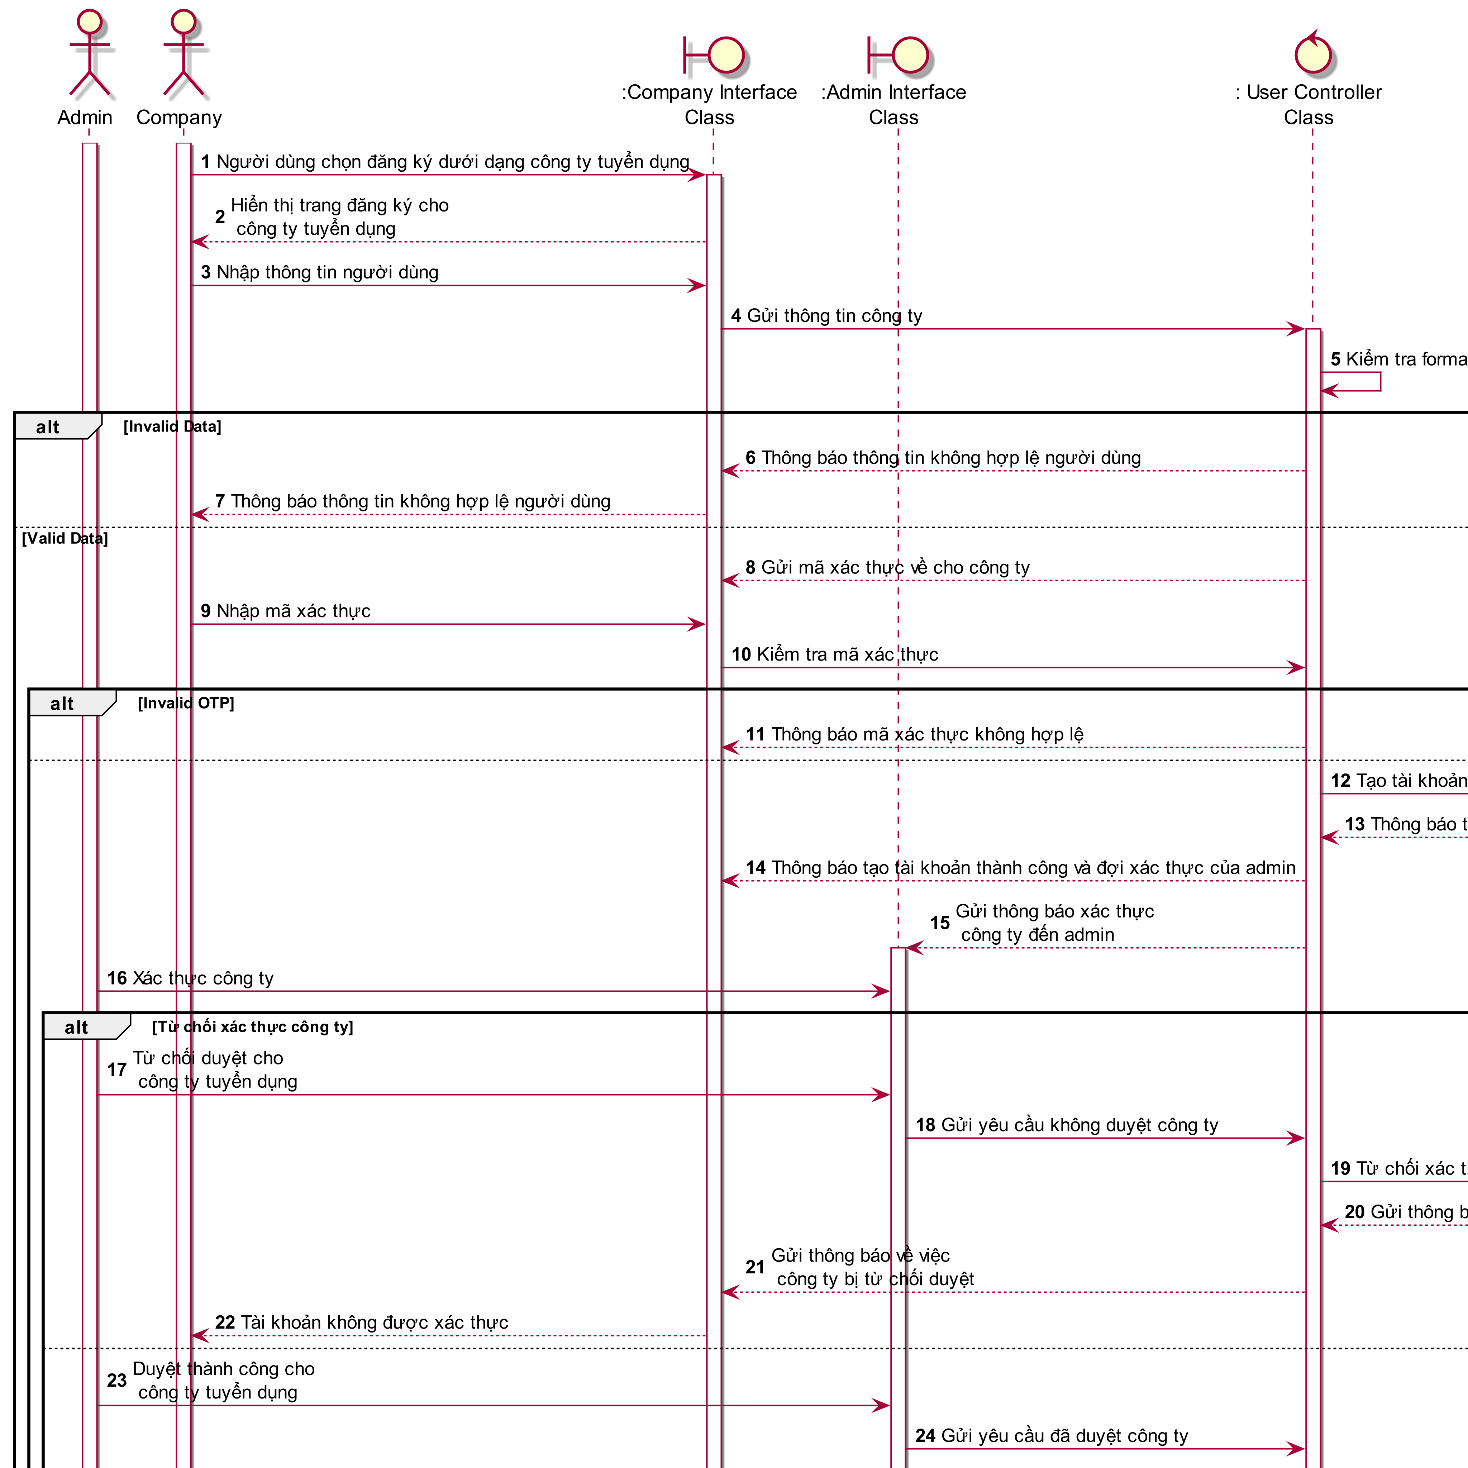 Admin
Company
:Company Interface
Class
:Admin Interface
Class
: User Controller
Class
1 Người dùng chọn đăng ký dưới dạng công ty tuyển dụng
2 Hiển thị trang đăng ký cho
công ty tuyển dụng
3 Nhập thông tin người dùng
4 Gửi thông tin công ty
5 Kiểm tra forma
alt [Invalid Data]
6 Thông báo thông tin không hợp lệ người dùng
7 Thông báo thông tin không hợp lệ người dùng
[Valid Data]
8 Gửi mã xác thực về cho công ty
9 Nhập mã xác thực
10 Kiểm tra mã xác thực
alt [Invalid OTP]
11 Thông báo mã xác thực không hợp lệ
12 Tạo tài khoản
13 Thông báo t
14 Thông báo tạo tài khoản thành công và đợi xác thực của admin
15 Gửi thông báo xác thực
công ty đến admin
16 Xác thực công ty
alt [Từ chối xác thực công ty]
17 Từ chối duyệt cho
công ty tuyển dụng
18 Gửi yêu cầu không duyệt công ty
19 Từ chối xác t
20 Gửi thông b
21 Gửi thông báo về việc
công ty bị từ chối duyệt
22 Tài khoản không được xác thực
23 Duyệt thành công cho
công ty tuyển dụng
24 Gửi yêu cầu đã duyệt công ty